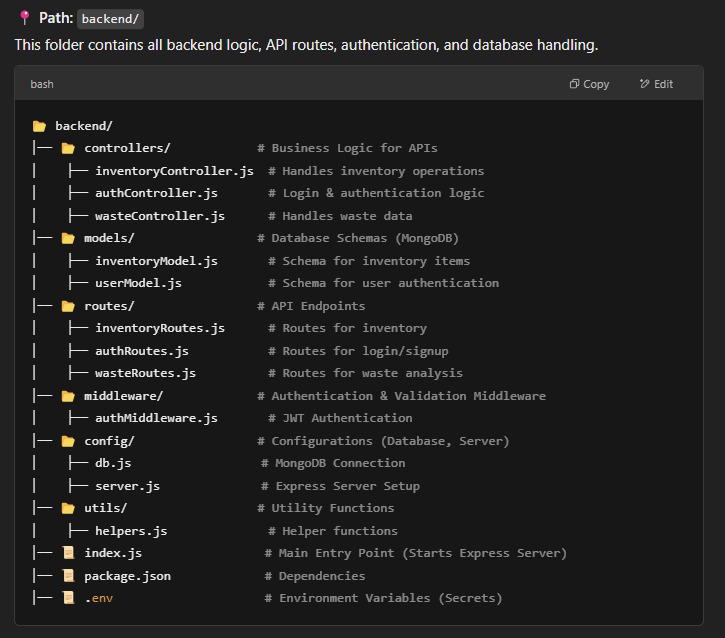 Path: backend/
This folder contains all backend logic, API routes, authentication, and database handling.
bash Copy Edit
backend/
│── controllers/ # Business Logic for APIs
│ ├── inventoryController.js # Handles inventory operations
│ ├── authController.js # Login & authentication logic
│ ├── wasteController.js # Handles waste data
│── models/ # Database Schemas (MongoDB)
│ ├── inventoryModel.js # Schema for inventory items
│ ├── userModel.js # Schema for user authentication
│── routes/ # API Endpoints
│ ├── inventoryRoutes.js # Routes for inventory
│ ├── authRoutes.js # Routes for login/signup
│ ├── wasteRoutes.js # Routes for waste analysis
│── middleware/ # Authentication & Validation Middleware
│ ├── authMiddleware.js # JWT Authentication
│── config/ # Configurations (Database, Server)
│ ├── db.js # MongoDB Connection
│ ├── server.js # Express Server Setup
│── utils/ # Utility Functions
│ ├── helpers.js # Helper functions
│── index.js # Main Entry Point (Starts Express Server)
│── package.json # Dependencies
│── .env # Environment Variables (Secrets)